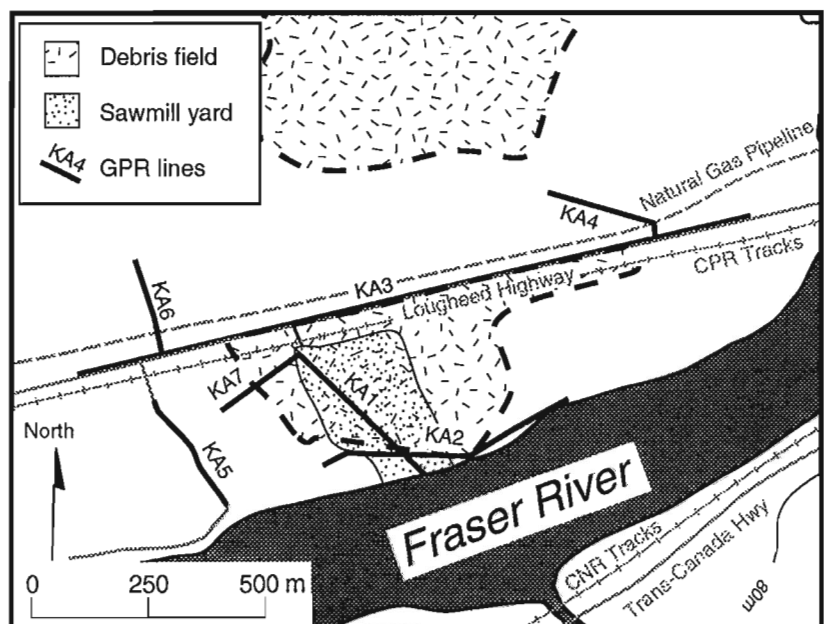 Debris field
Sawmill yard
KA4 GPR lines
Natural Gas Pipeline
KA4
CPR Tracks
KA3
Lougheed Highway
KA6
KA7
KA1
KA2
KA5
North
Fraser River
CNR Tracks
Trans-Canada Hwy
80m
0 250 500 m